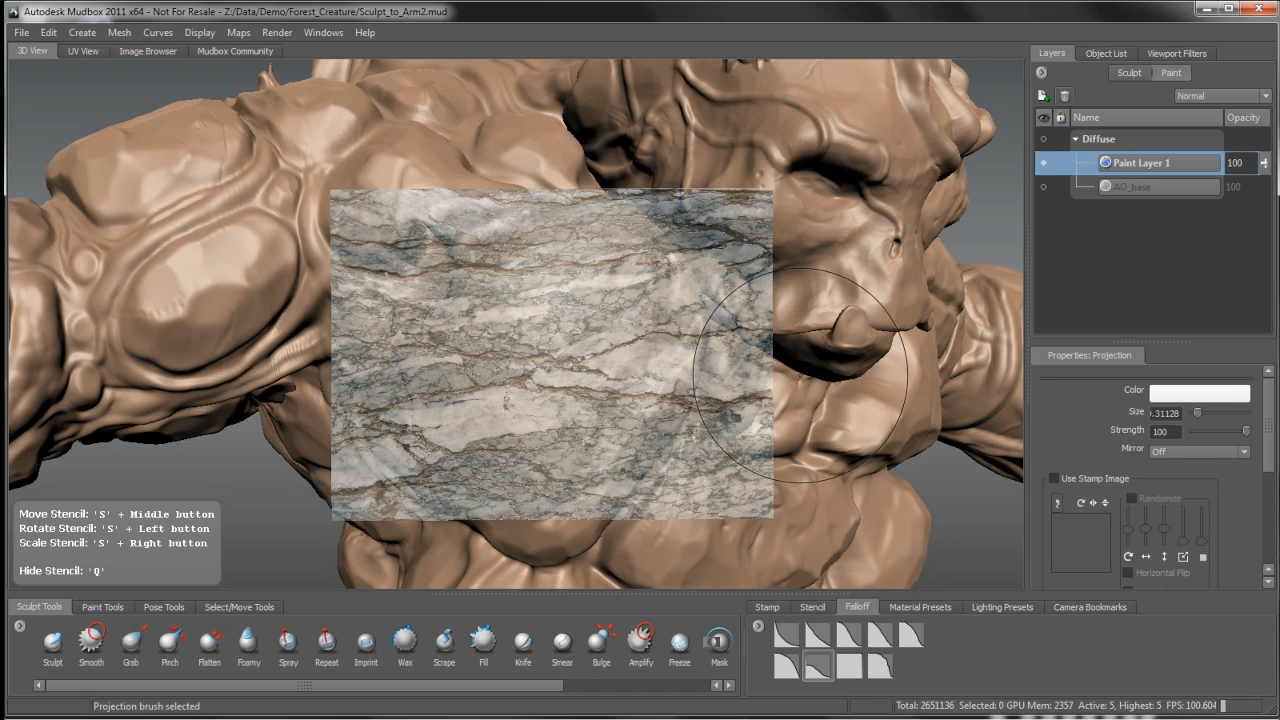 Autodesk Mudbox 2011 x64 - Not For Resale - Z:/Data/Demo/Forest_Creature/Sculpt_to_Arm2.mud
File Edit Create Mesh Curves Display Maps Render Windows Help
3D View UV View Image Browser Mudbox Community
Layers Object List Viewport Filters
Sculpt Paint
Normal
Name Opacity
Diffuse
Paint Layer 1 100
AO_base 100
Properties: Projection
Color
Size .31128
Strength 100
Mirror Off
Use Stamp Image
Randomize
Horizontal Flip
Move Stencil: 'S' + Middle button
Rotate Stencil: 'S' + Left button
Scale Stencil: 'S' + Right button
Hide Stencil: 'Q'
Sculpt Tools Paint Tools Pose Tools Select/Move Tools
Sculpt Smooth Grab Pinch Flatten Foamy Spray Repeat Imprint Wax Scrape Fill Knife Smear Bulge Amplify Freeze Mask
Stamp Stencil Falloff Material Presets Lighting Presets Camera Bookmarks
Projection brush selected
Total: 2651136 Selected: 0 GPU Mem: 2357 Active: 5, Highest: 5 FPS: 100.604